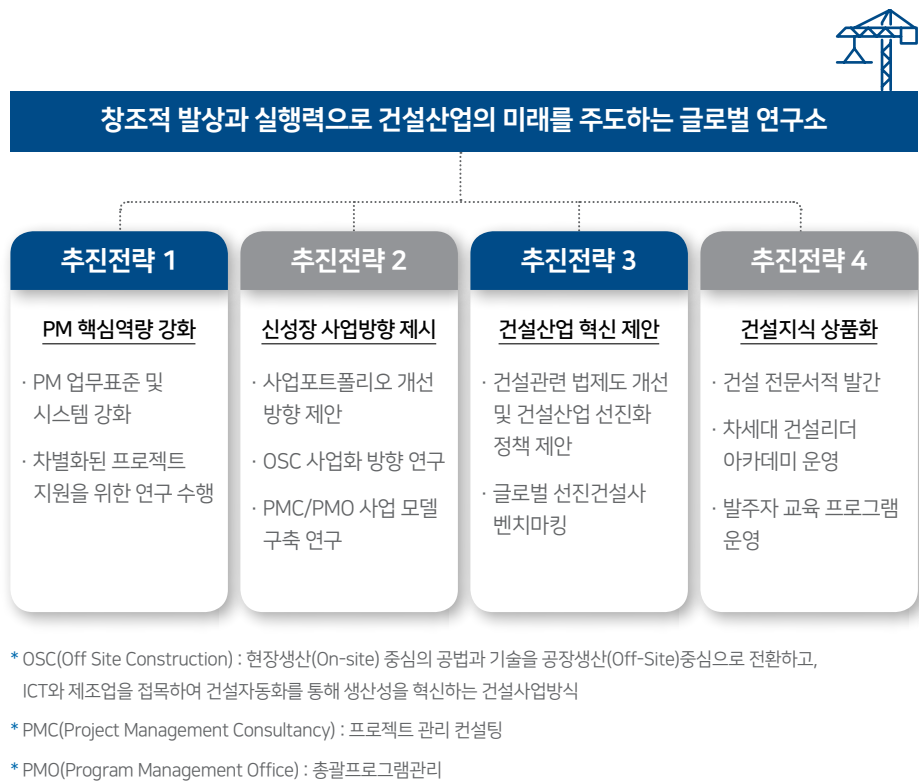 창조적 발상과 실행력으로 건설산업의 미래를 주도하는 글로벌 연구소
추진전략 1
PM 핵심역량 강화
· PM 업무표준 및
시스템 강화
· 차별화된 프로젝트
지원을 위한 연구 수행
추진전략 2
신성장 사업방향 제시
· 사업포트폴리오 개선
방향 제안
· OSC 사업화 방향 연구
· PMC/PMO 사업 모델
구축 연구
추진전략 3
건설산업 혁신 제안
· 건설관련 법제도 개선
및 건설산업 선진화
정책 제안
· 글로벌 선진건설사
벤치마킹
추진전략 4
건설지식 상품화
· 건설 전문서적 발간
· 차세대 건설리더
아카데미 운영
· 발주자 교육 프로그램
운영
* OSC(Off Site Construction) : 현장생산(On-site) 중심의 공법과 기술을 공장생산(Off-Site)중심으로 전환하고,
ICT와 제조업을 접목하여 건설자동화를 통해 생산성을 혁신하는 건설사업방식
* PMC(Project Management Consultancy) : 프로젝트 관리 컨설팅
* PMO(Program Management Office) : 총괄프로그램관리